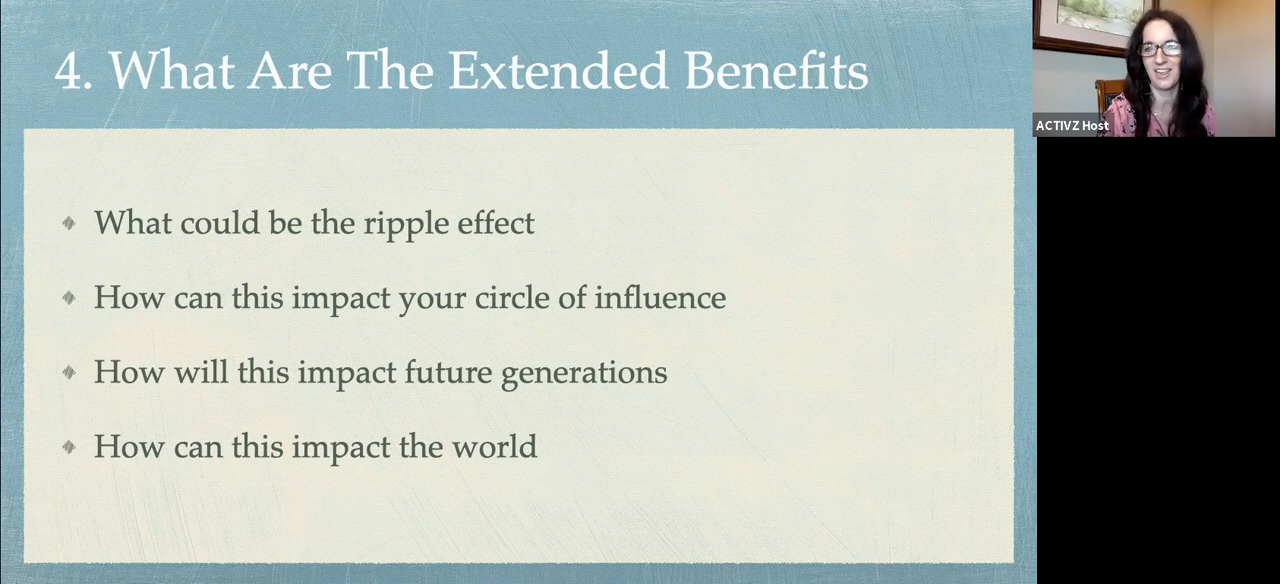 4. What Are The Extended Benefits
What could be the ripple effect
How can this impact your circle of influence
How will this impact future generations
How can this impact the world
ACTIVZ Host